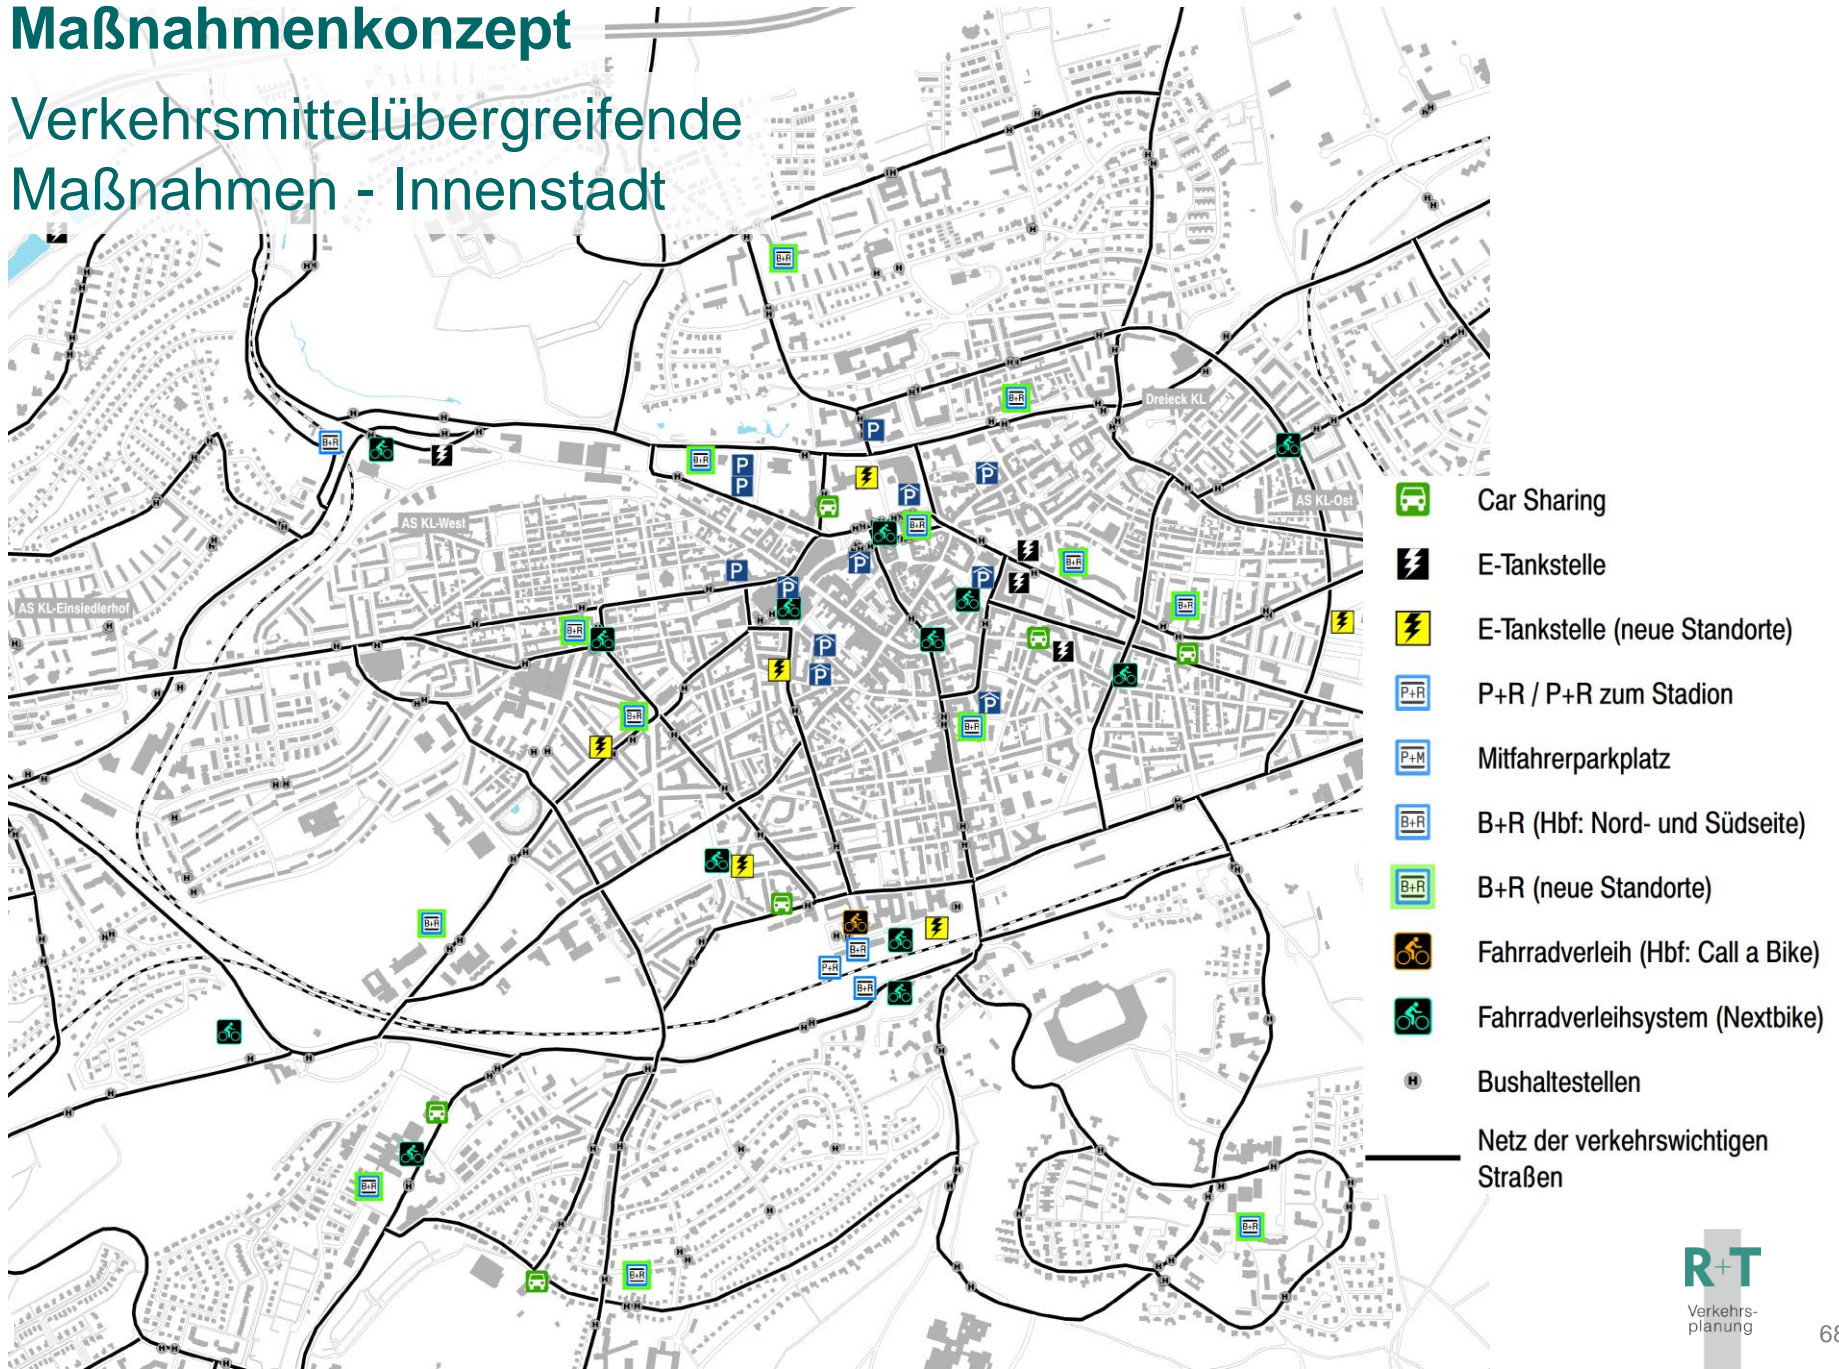 Maßnahmenkonzept
Verkehrsmittelübergreifende
Maßnahmen - Innenstadt
Dreieck KL
AS KL-Ost
AS KL-West
AS KL-Einsiedlerhof
Car Sharing
E-Tankstelle
E-Tankstelle (neue Standorte)
P+R P+R / P+R zum Stadion
P+M Mitfahrerparkplatz
B+R B+R (Hbf: Nord- und Südseite)
B+R B+R (neue Standorte)
Fahrradverleih (Hbf: Call a Bike)
Fahrradverleihsystem (Nextbike)
H Bushaltestellen
Netz der verkehrswichtigen
Straßen
R+T
Verkehrs-
planung
68